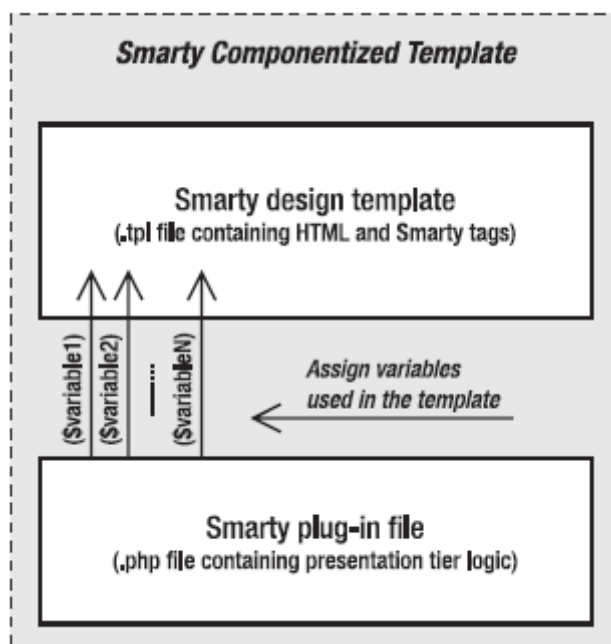 Smarty Componentized Template
Smarty design template
(.tpl file containing HTML and Smarty tags)
($variable1)
($variable2)
($variableN)
Assign variables
used in the template
Smarty plug-in file
(.php file containing presentation tier logic)